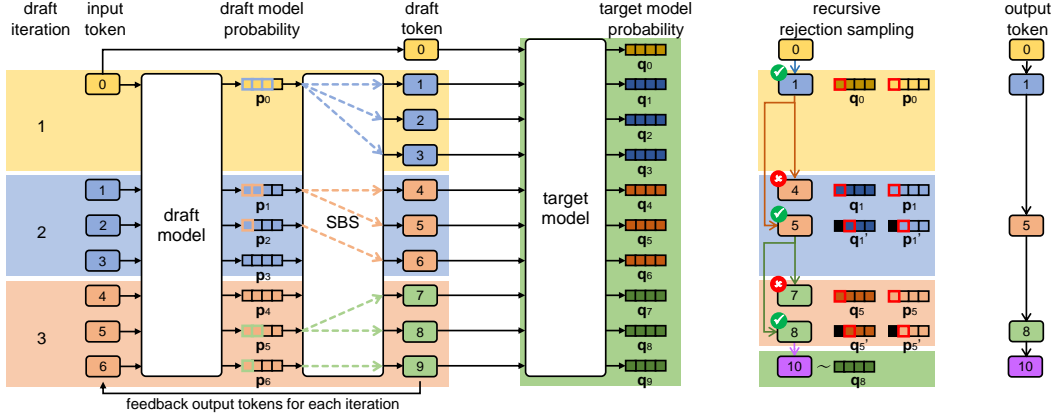 draft iteration
input token
draft model probability
draft token
target model probability
recursive rejection sampling
output token
0
q0
0
0
p0
1
q1
1
q0
p0
1
1
2
q2
3
q3
1
p1
4
q4
4
q1
p1
2
2
p2
draft model
SBS
5
target model
q5
5
q1'
p1'
5
3
p3
6
q6
4
p4
7
q7
7
q5
p5
3
5
p5
8
q8
8
q5'
p5'
8
6
p6
9
q9
10
~
q8
10
feedback output tokens for each iteration